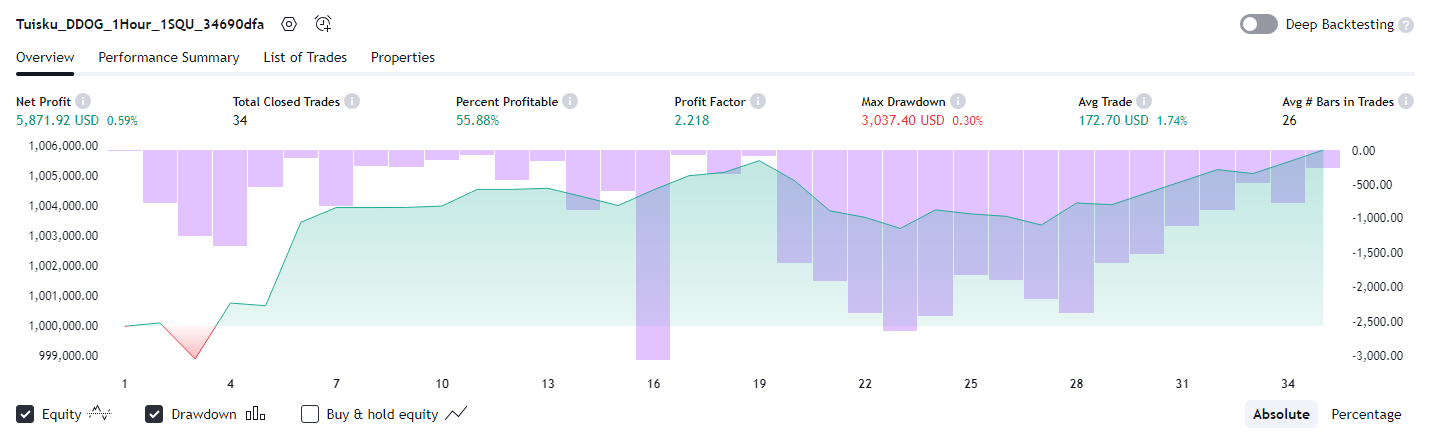 Tuisku_DDOG_1Hour_1SQU_34690dfa
Deep Backtesting ?
Overview Performance Summary List of Trades Properties
Net Profit i Total Closed Trades i Percent Profitable i Profit Factor i Max Drawdown i Avg Trade i Avg # Bars in Trades i
5,871.92 USD 0.59% 34 55.88% 2.218 3,037.40 USD 0.30% 172.70 USD 1.74% 26
1,006,000.00 0.00
1,005,000.00 -500.00
1,004,000.00 -1,000.00
1,003,000.00 -1,500.00
1,002,000.00 -2,000.00
1,001,000.00 -2,500.00
1,000,000.00 -3,000.00
999,000.00
1 4 7 10 13 16 19 22 25 28 31 34
Equity Drawdown Buy & hold equity Absolute Percentage